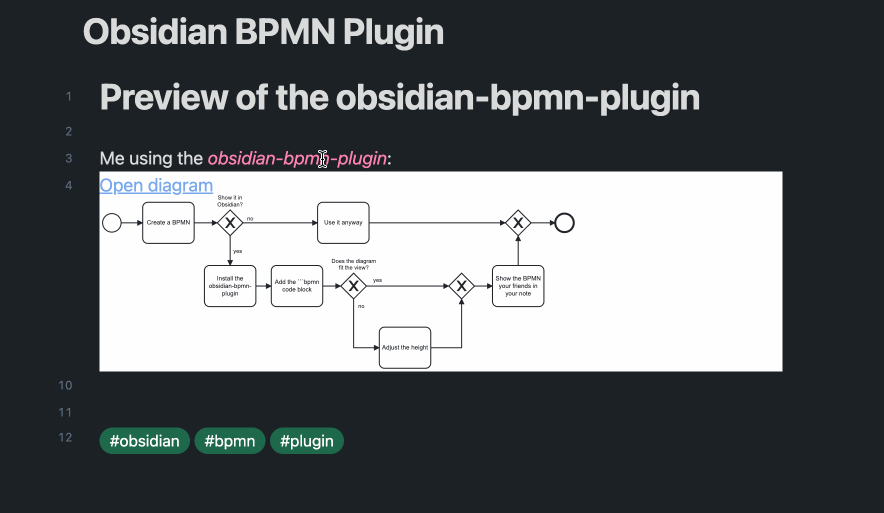 Obsidian BPMN Plugin
1 Preview of the obsidian-bpmn-plugin
2
3 Me using the obsidian-bpmn-plugin:
4 Open diagram
Show it in
Obsidian?
Create a BPMN
X
no
Use it anyway
X
yes
Install the
obsidian-bpmn-
plugin
Add the ```bpmn
code block
Does the diagram
fit the view?
X
yes
X
Show the BPMN
your friends in
your note
no
Adjust the height
10
11
12 #obsidian #bpmn #plugin